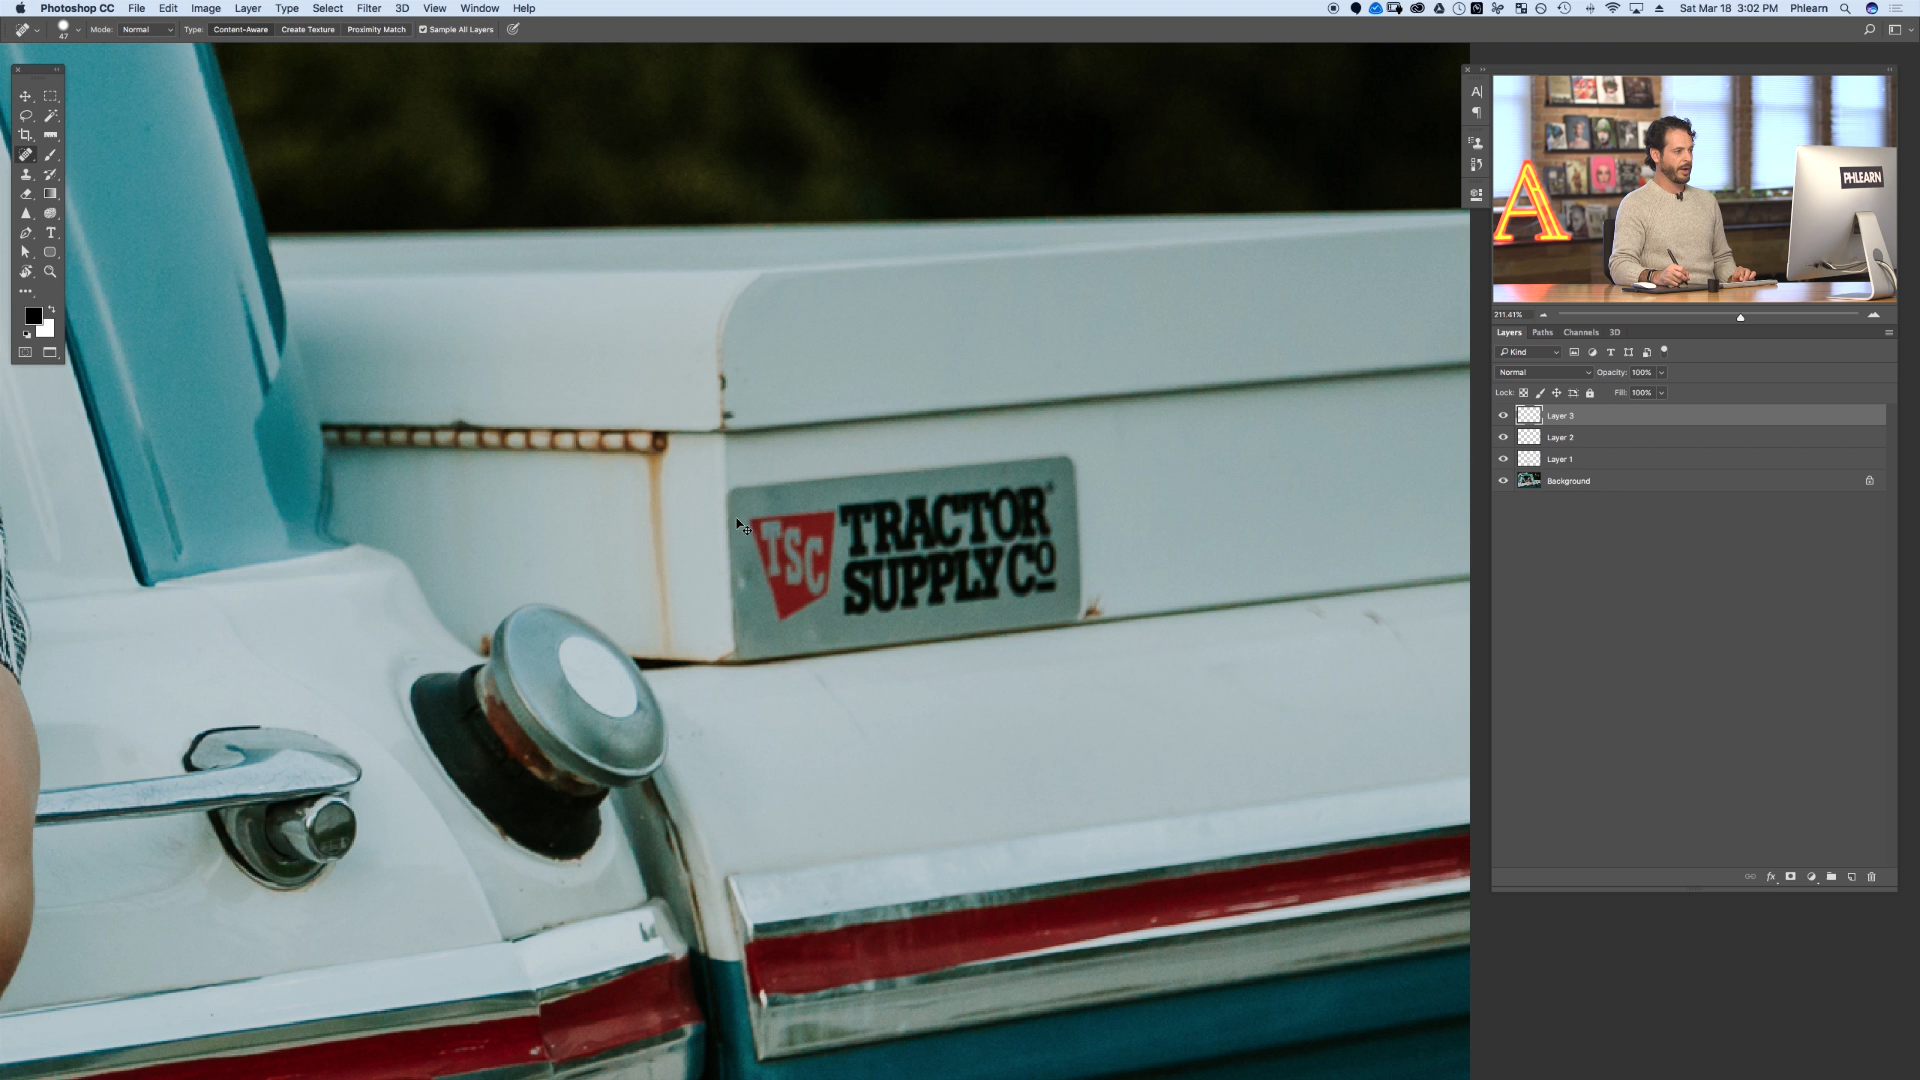 Photoshop CC File Edit Image Layer Type Select Filter 3D View Window Help Sat Mar 18 3:02 PM Phlearn
47 Mode: Normal Type: Content-Aware Create Texture Proximity Match Sample All Layers
A
PHLEARN
211.41%
Layers Paths Channels 3D
Kind
Normal Opacity: 100%
Lock: Fill: 100%
Layer 3
Layer 2
Layer 1
Background
fx
TSC TRACTOR
SUPPLY CO